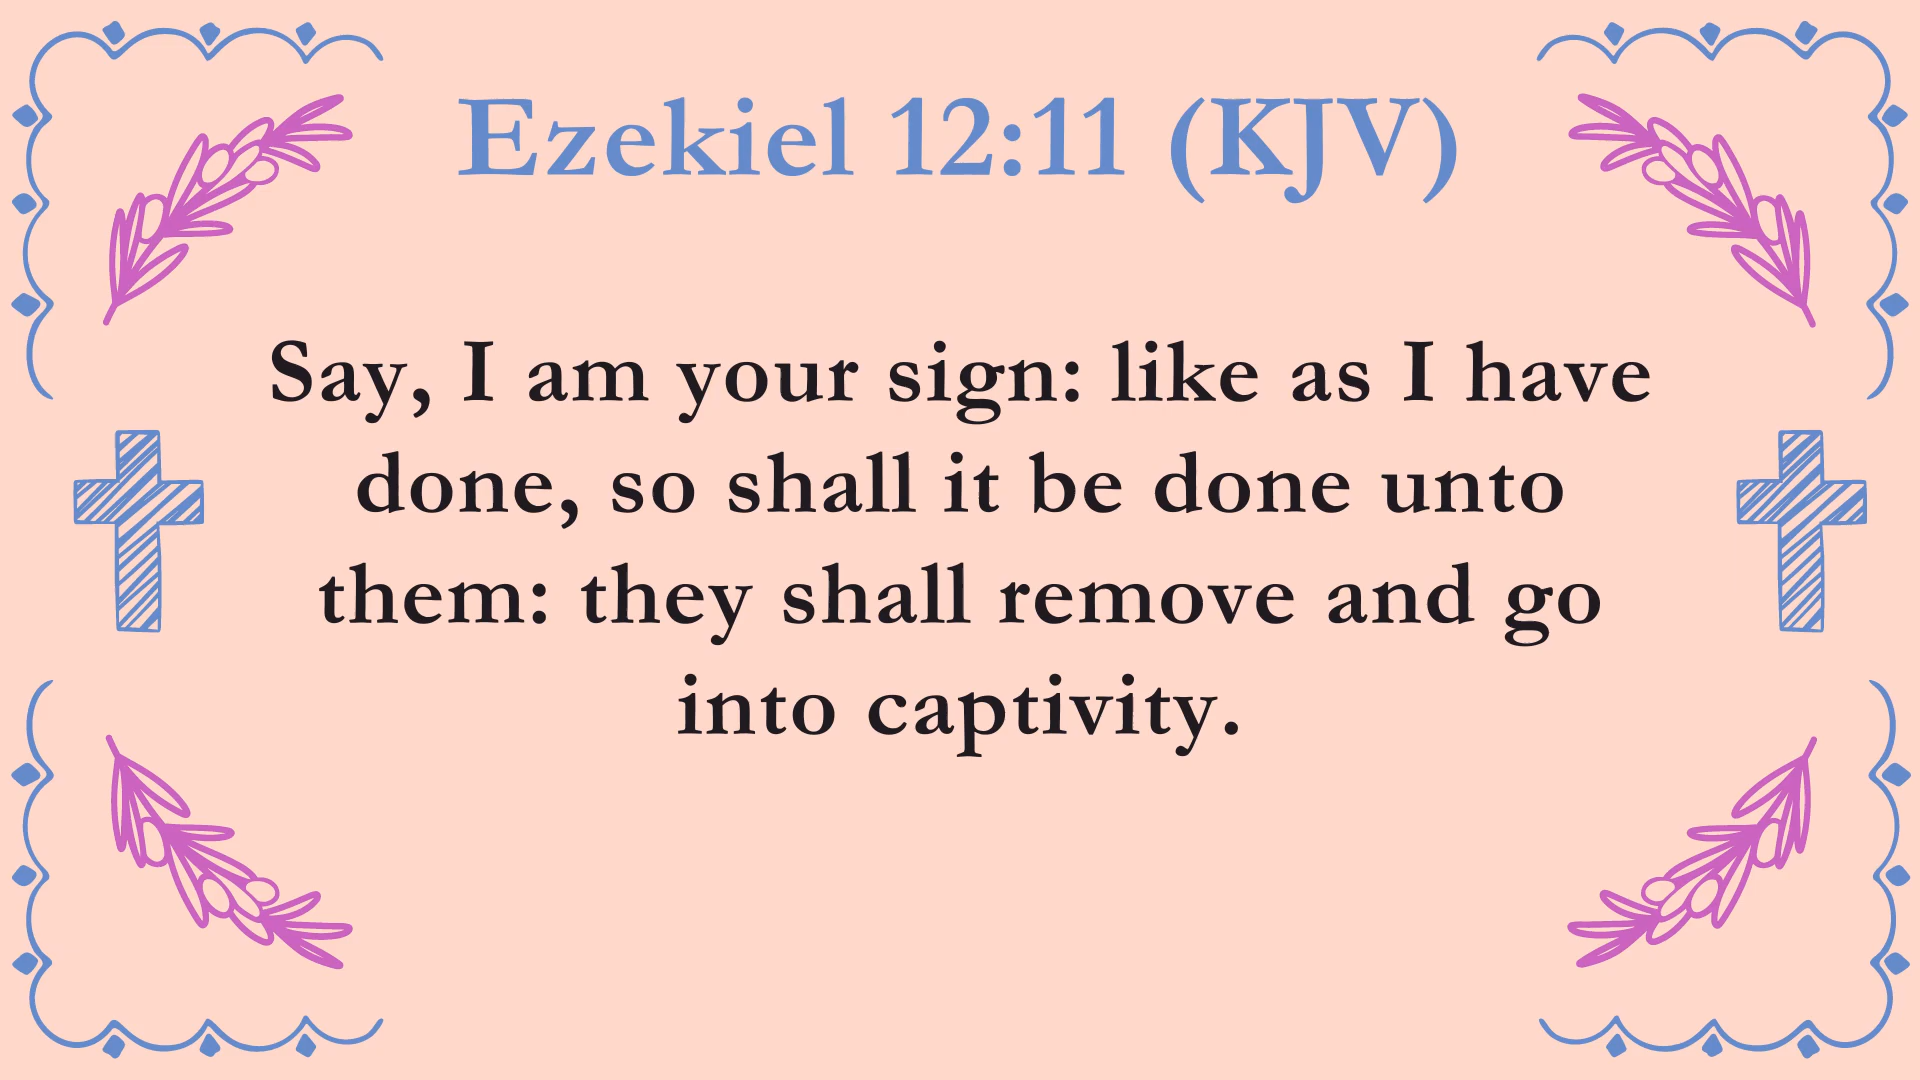 Ezekiel 12:11 (KJV)
Say, I am your sign: like as I have
done, so shall it be done unto
them: they shall remove and go
into captivity.